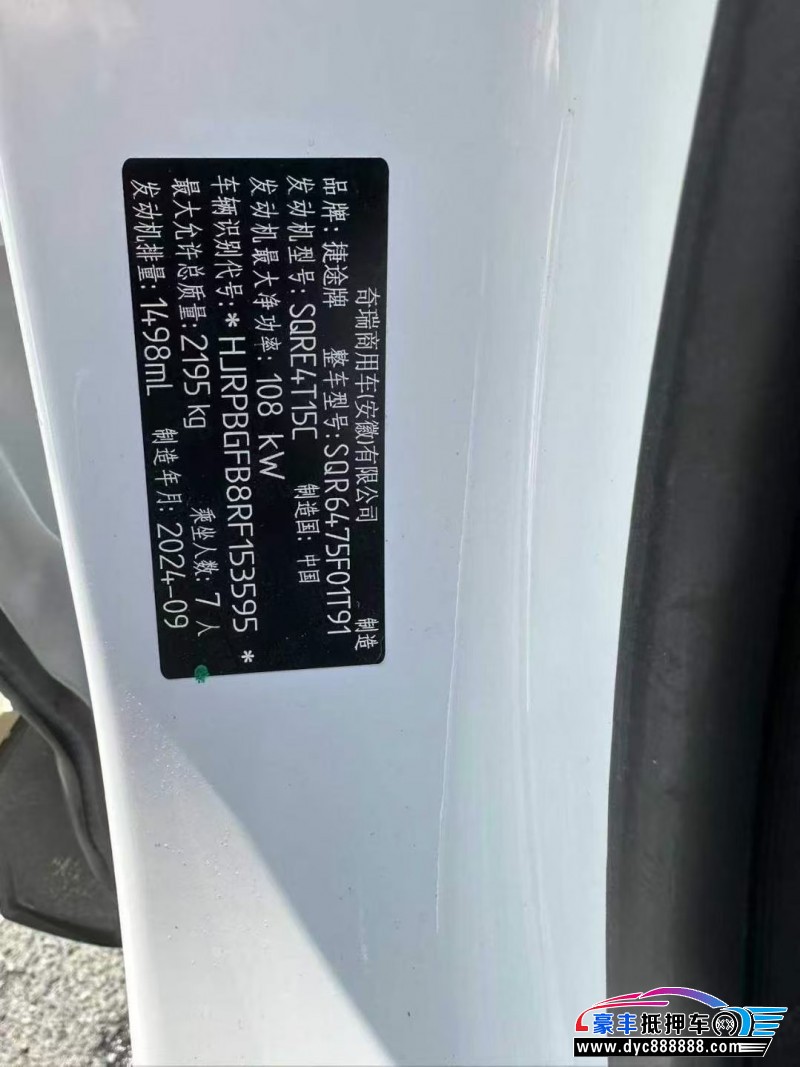 奇瑞商用车(安徽)有限公司 制造
品牌：捷途牌 整车型号：SQR6475F01T91
发动机型号：SQRE4T15C 制造国：中国
发动机最大净功率：108 kW
车辆识别代号：*HJRPBGFB8RF153595*
最大允许总质量：2195 kg 乘坐人数：7 人
发动机排量：1498mL 制造年月：2024-09
豪丰抵押车
www.dyc888888.com